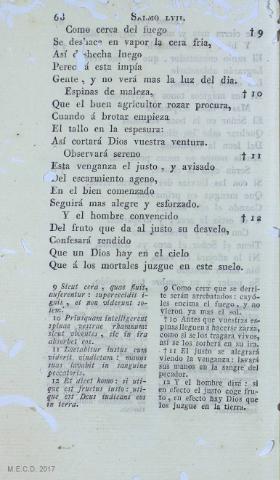 68 SALMO LVII.
Como cerca del fuego † 9
Se deshace en vapor la cera fria,
Así deshecha luego
Perecerá esta impía
Gente, y no verá mas la luz del dia.
Espinas de maleza, † 10
Que el buen agricultor rozar procura,
Cuando á brotar empieza
El tallo en la espesura:
Así cortará Dios vuestra ventura.
Observará sereno † 11
Esta venganza el justo, y avisado
Del escarmiento ageno,
En el bien comenzado
Seguirá mas alegre y esforzado.
Y el hombre convencido † 12
Del fruto que da al justo su desvelo,
Confesará rendido
Que un Dios hay en el cielo
Que á los mortales juzgue en este suelo.
9 Sicut cera, quae fluit,
auferentur: supercecidit ignis,
et non viderunt solem.
10 Priusquam intelligerent
spinae vestrae rhamnum:
sicut viventes, sic in ira
absorbet eos.
11 Laetabitur justus cum
viderit vindictam: manus
suas lavabit in sanguine
peccatoris.
12 Et dicet homo: si utique
est fructus justo: utique
est Deus judicans eos
in terra.
9 Como cera que se derrite
serán arrebatados: cayóles
encima el fuego, y no
vieron ya mas el sol.
†10 Antes que vuestras espinas
lleguen á hacerse zarza,
como si se los tragara vivos,
así se los sorberá en su ira.
†11 El justo se alegrará
viendo la venganza: lavará
sus manos en la sangre del
pecador.
12 Y el hombre dirá: si
en efecto el justo coge fruto,
en efecto hay Dios que
los juzgue en la tierra.
M.E.C.D. 2017